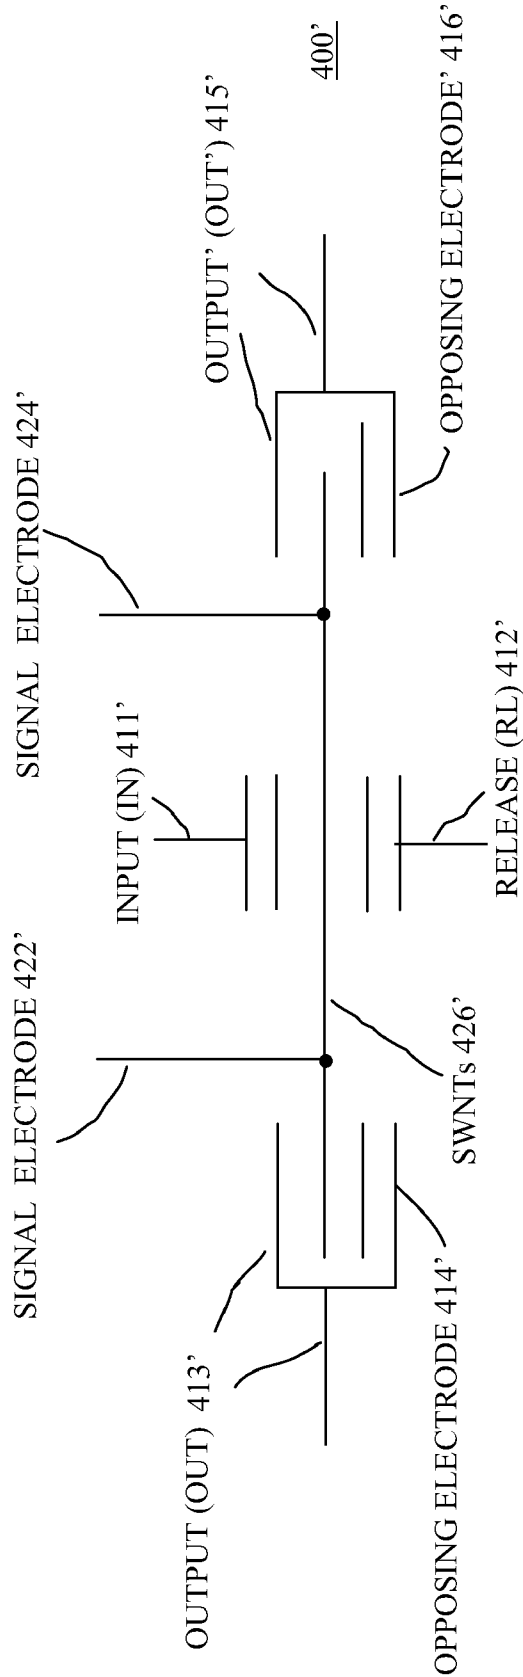 400’
SIGNAL ELECTRODE 422’
SIGNAL ELECTRODE 424’
INPUT (IN) 411’
OUTPUT’ (OUT’) 415’
OUTPUT (OUT) 413’
OPPOSING ELECTRODE 414’
SWNTs 426’
RELEASE (RL) 412’
OPPOSING ELECTRODE’ 416’